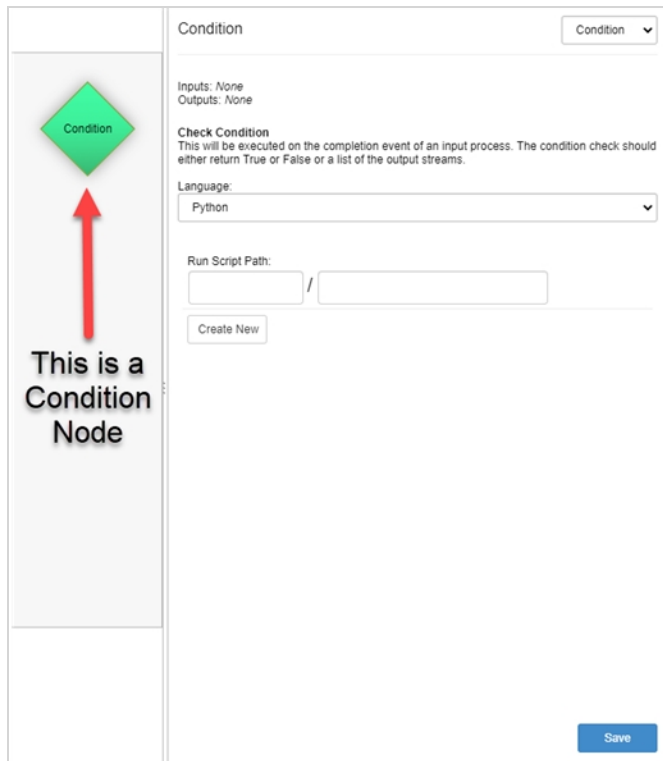 Condition
Condition
Inputs: None
Outputs: None
Condition
Check Condition
This will be executed on the completion event of an input process. The condition check should
either return True or False or a list of the output streams.
Language:
Python
Run Script Path:
/
Create New
This is a
Condition
Node
Save